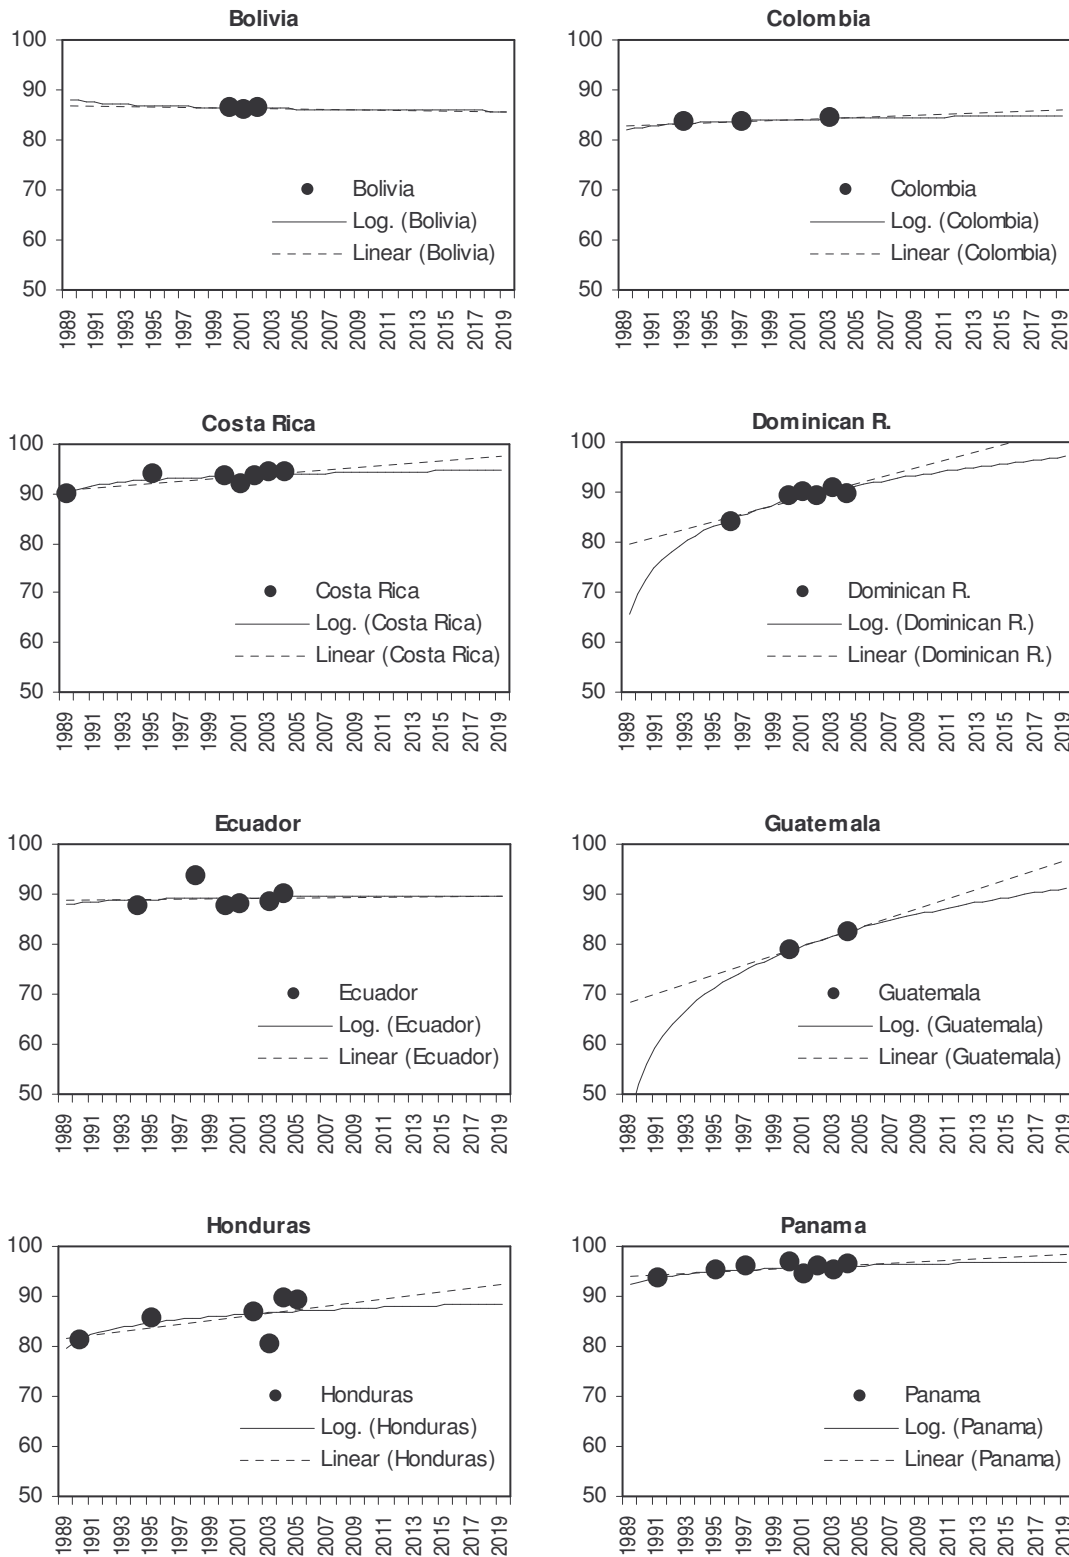 Bolivia
100
90
80
70
60
50
Bolivia
Log. (Bolivia)
Linear (Bolivia)
1989 1991 1993 1995 1997 1999 2001 2003 2005 2007 2009 2011 2013 2015 2017 2019
Colombia
100
90
80
70
60
50
Colombia
Log. (Colombia)
Linear (Colombia)
1989 1991 1993 1995 1997 1999 2001 2003 2005 2007 2009 2011 2013 2015 2017 2019
Costa Rica
100
90
80
70
60
50
Costa Rica
Log. (Costa Rica)
Linear (Costa Rica)
1989 1991 1993 1995 1997 1999 2001 2003 2005 2007 2009 2011 2013 2015 2017 2019
Dominican R.
100
90
80
70
60
50
Dominican R.
Log. (Dominican R.)
Linear (Dominican R.)
1989 1991 1993 1995 1997 1999 2001 2003 2005 2007 2009 2011 2013 2015 2017 2019
Ecuador
100
90
80
70
60
50
Ecuador
Log. (Ecuador)
Linear (Ecuador)
1989 1991 1993 1995 1997 1999 2001 2003 2005 2007 2009 2011 2013 2015 2017 2019
Guatemala
100
90
80
70
60
50
Guatemala
Log. (Guatemala)
Linear (Guatemala)
1989 1991 1993 1995 1997 1999 2001 2003 2005 2007 2009 2011 2013 2015 2017 2019
Honduras
100
90
80
70
60
50
Honduras
Log. (Honduras)
Linear (Honduras)
1989 1991 1993 1995 1997 1999 2001 2003 2005 2007 2009 2011 2013 2015 2017 2019
Panama
100
90
80
70
60
50
Panama
Log. (Panama)
Linear (Panama)
1989 1991 1993 1995 1997 1999 2001 2003 2005 2007 2009 2011 2013 2015 2017 2019